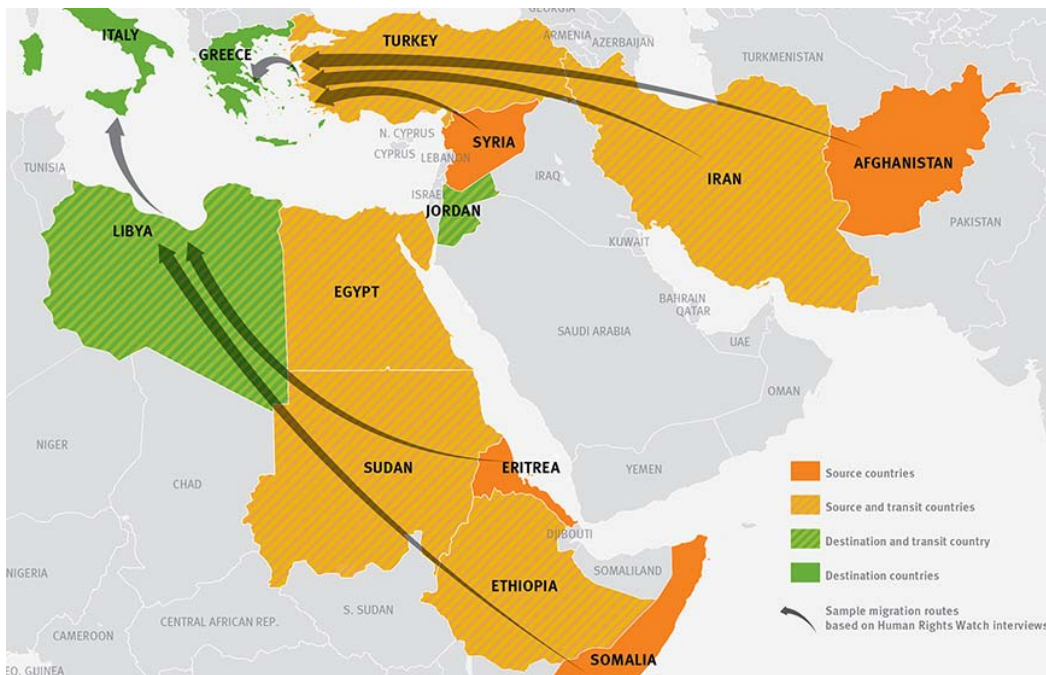 GEORGIA
ITALY
GREECE
TURKEY
ARMENIA
AZERBAIJAN
TURKMENISTAN
N. CYPRUS
CYPRUS
SYRIA
LEBANON
TUNISIA
AFGHANISTAN
IRAN
IRAQ
ISRAEL
JORDAN
PAKISTAN
LIBYA
KUWAIT
EGYPT
BAHRAIN
QATAR
SAUDI ARABIA
UAE
OMAN
NIGER
CHAD
SUDAN
ERITREA
YEMEN
Source countries
Source and transit countries
DJIBOUTI
Destination and transit country
SOMALILAND
NIGERIA
ETHIOPIA
Destination countries
S. SUDAN
CENTRAL AFRICAN REP.
Sample migration routes
based on Human Rights Watch interviews
CAMEROON
SOMALIA
EQ. GUINEA